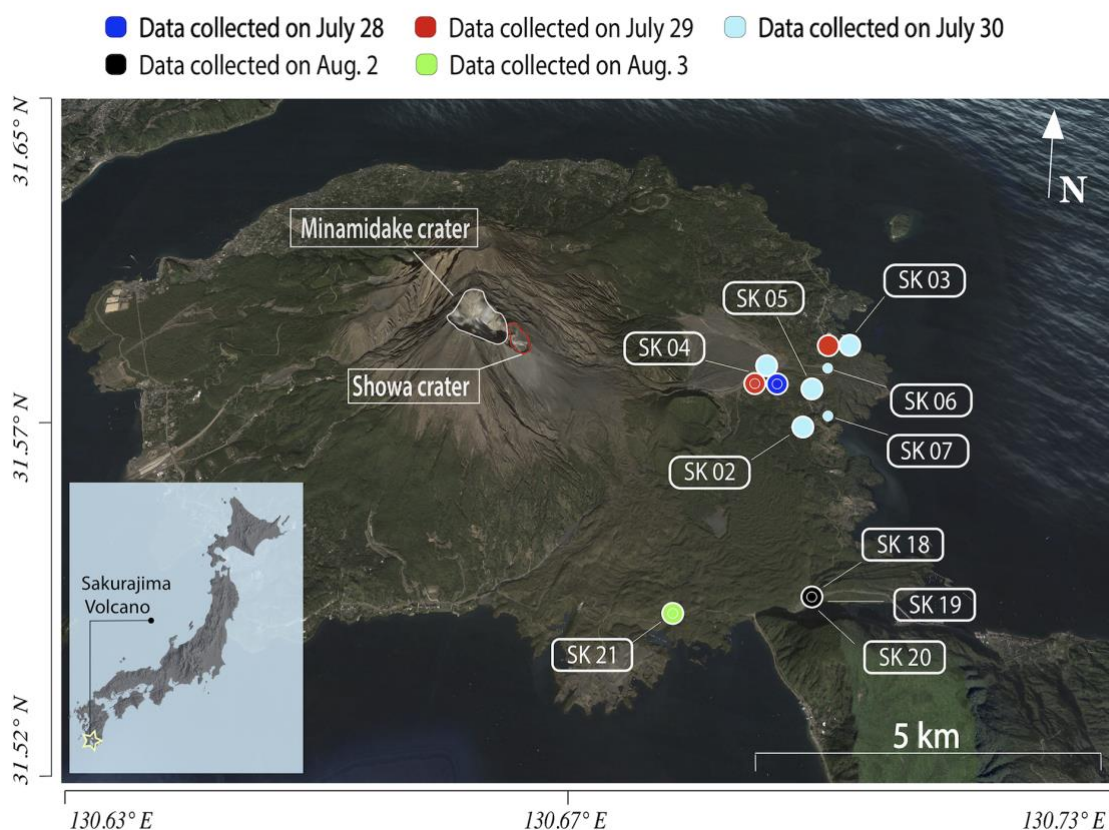 Data collected on July 28
Data collected on July 29
Data collected on July 30
Data collected on Aug. 2
Data collected on Aug. 3
31.65° N
N
Minamidake crater
SK 03
SK 05
SK 04
Showa crater
SK 06
31.57° N
SK 07
SK 02
SK 18
Sakurajima
Volcano
SK 19
SK 21
SK 20
5 km
31.52° N
130.63° E
130.67° E
130.73° E